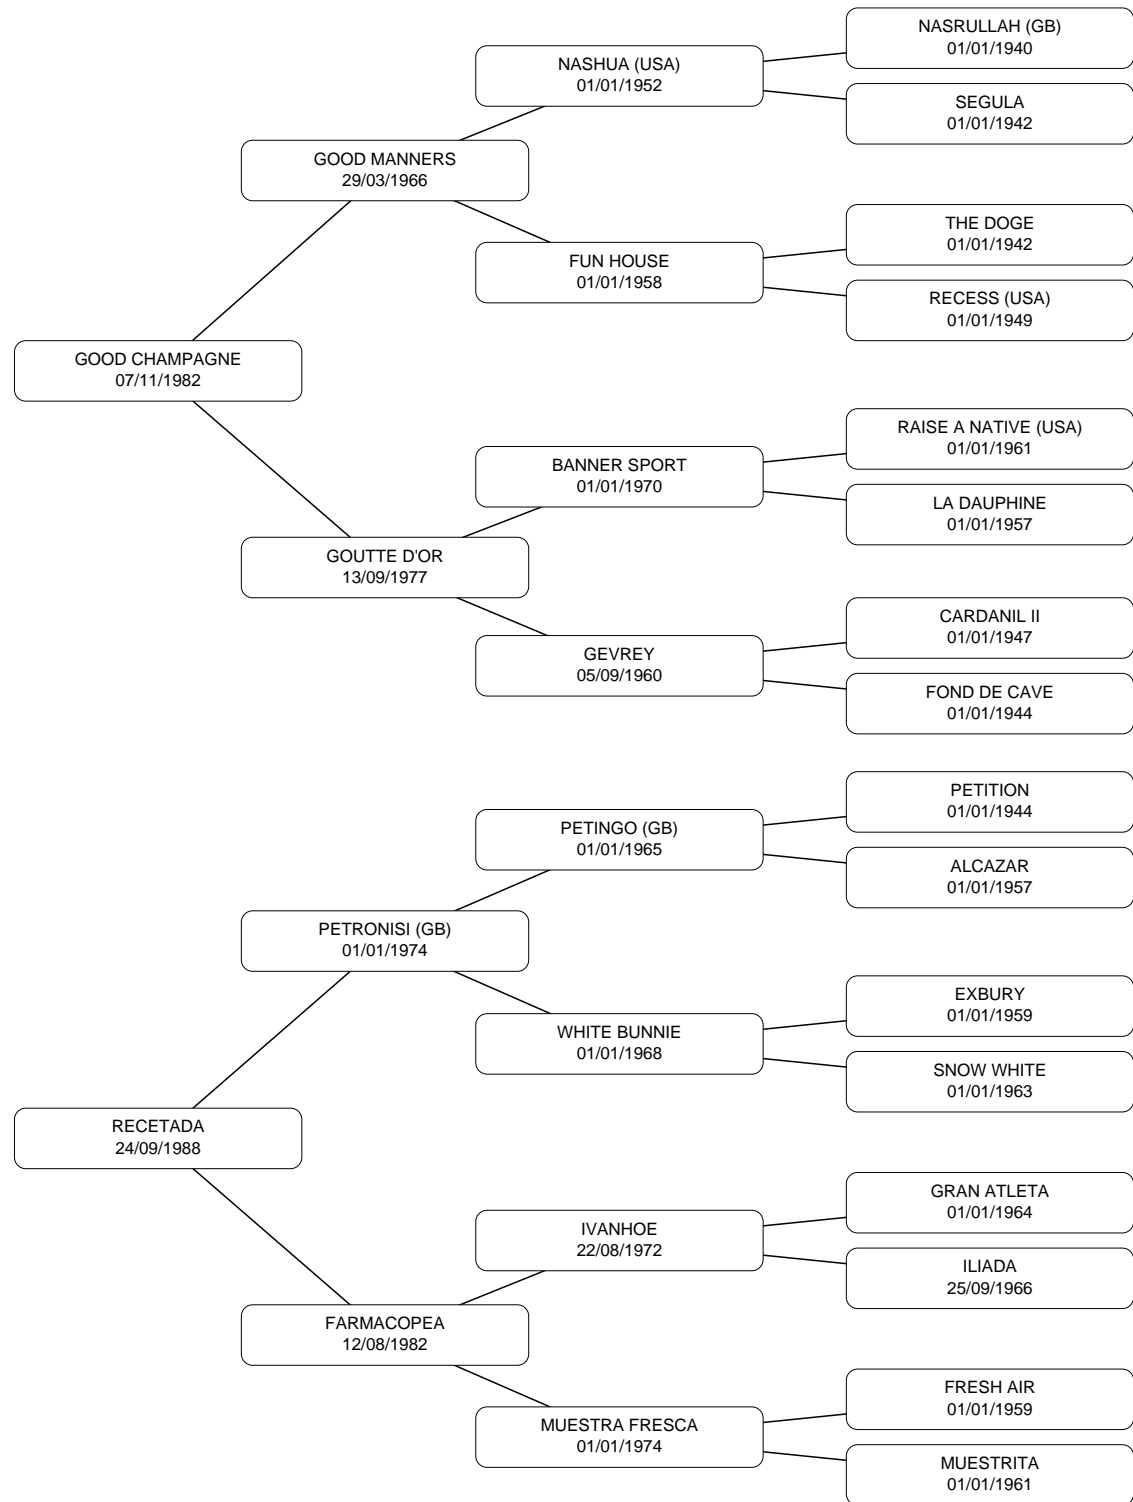 NASRULLAH (GB)
01/01/1940
NASHUA (USA)
01/01/1952
SEGULA
01/01/1942
GOOD MANNERS
29/03/1966
THE DOGE
01/01/1942
FUN HOUSE
01/01/1958
RECESS (USA)
01/01/1949
GOOD CHAMPAGNE
07/11/1982
RAISE A NATIVE (USA)
01/01/1961
BANNER SPORT
01/01/1970
LA DAUPHINE
01/01/1957
GOUTTE D'OR
13/09/1977
CARDANIL II
01/01/1947
GEVREY
05/09/1960
FOND DE CAVE
01/01/1944
PETITION
01/01/1944
PETINGO (GB)
01/01/1965
ALCAZAR
01/01/1957
PETRONISI (GB)
01/01/1974
EXBURY
01/01/1959
WHITE BUNNIE
01/01/1968
SNOW WHITE
01/01/1963
RECETADA
24/09/1988
GRAN ATLETA
01/01/1964
IVANHOE
22/08/1972
ILIADA
25/09/1966
FARMACOPEA
12/08/1982
FRESH AIR
01/01/1959
MUESTRA FRESCA
01/01/1974
MUESTRITA
01/01/1961